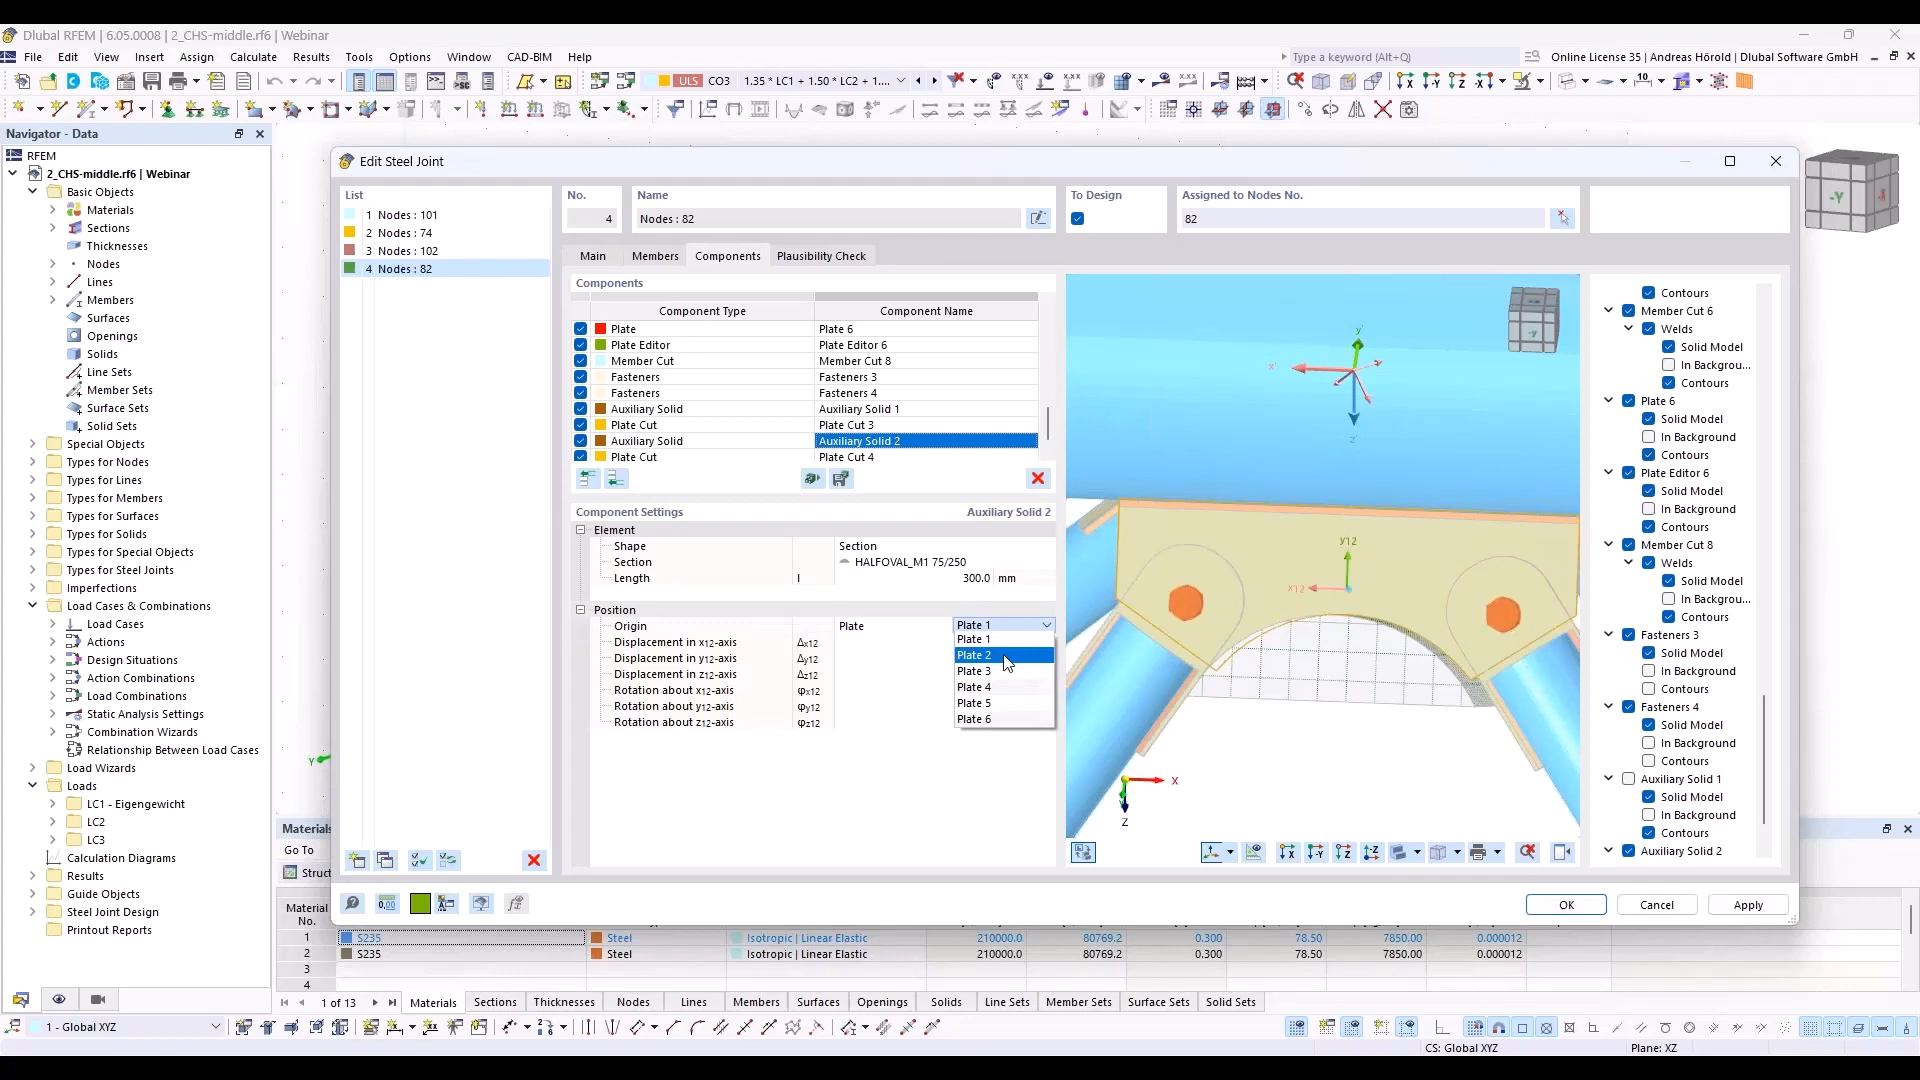 Dlubal RFEM | 6.05.0008 | 2_CHS-middle.rf6 | Webinar
File Edit View Insert Assign Calculate Results Tools Options Window CAD-BIM Help
Type a keyword (Alt+Q)
Online License 35 | Andreas Hörold | Dlubal Software GmbH
ULS CO3 1.35 * LC1 + 1.50 * LC2 + 1....
Navigator - Data
RFEM
2_CHS-middle.rf6 | Webinar
Basic Objects
Materials
Sections
Thicknesses
Nodes
Lines
Members
Surfaces
Openings
Solids
Line Sets
Member Sets
Surface Sets
Solid Sets
Special Objects
Types for Nodes
Types for Lines
Types for Members
Types for Surfaces
Types for Solids
Types for Special Objects
Types for Steel Joints
Imperfections
Load Cases & Combinations
Load Cases
Actions
Design Situations
Action Combinations
Load Combinations
Static Analysis Settings
Combination Wizards
Relationship Between Load Cases
Load Wizards
Loads
LC1 - Eigengewicht
LC2
LC3
Calculation Diagrams
Results
Guide Objects
Steel Joint Design
Printout Reports
1 - Global XYZ
Edit Steel Joint
List
1 Nodes : 101
2 Nodes : 74
3 Nodes : 102
4 Nodes : 82
No.
4
Name
Nodes : 82
To Design
Assigned to Nodes No.
82
Main Members Components Plausibility Check
Components
Component Type Component Name
Plate Plate 6
Plate Editor Plate Editor 6
Member Cut Member Cut 8
Fasteners Fasteners 3
Fasteners Fasteners 4
Auxiliary Solid Auxiliary Solid 1
Plate Cut Plate Cut 3
Auxiliary Solid Auxiliary Solid 2
Plate Cut Plate Cut 4
Component Settings Auxiliary Solid 2
Element
Shape Section
Section HALFOVAL_M1 75/250
Length l 300.0 mm
Position
Origin Plate Plate 1
Displacement in x12-axis Δx12
Displacement in y12-axis Δy12
Displacement in z12-axis Δz12
Rotation about x12-axis φx12
Rotation about y12-axis φy12
Rotation about z12-axis φz12
Plate 1
Plate 2
Plate 3
Plate 4
Plate 5
Plate 6
y'
x'
z'
y12
x12
X
Z
-Y
-X
Y
Contours
Member Cut 6
Welds
Solid Model
In Backgrou...
Contours
Plate 6
Solid Model
In Background
Contours
Plate Editor 6
Solid Model
In Background
Contours
Member Cut 8
Welds
Solid Model
In Backgrou...
Contours
Fasteners 3
Solid Model
In Background
Contours
Fasteners 4
Solid Model
In Background
Contours
Auxiliary Solid 1
Solid Model
In Background
Contours
Auxiliary Solid 2
OK Cancel Apply
Materials
Go To
Struct
Material
No.
1 S235 Steel Isotropic | Linear Elastic 210000.0 80769.2 0.300 78.50 7850.00 0.000012
2 S235 Steel Isotropic | Linear Elastic 210000.0 80769.2 0.300 78.50 7850.00 0.000012
3
4
1 of 13 Materials Sections Thicknesses Nodes Lines Members Surfaces Openings Solids Line Sets Member Sets Surface Sets Solid Sets
CS: Global XYZ Plane: XZ